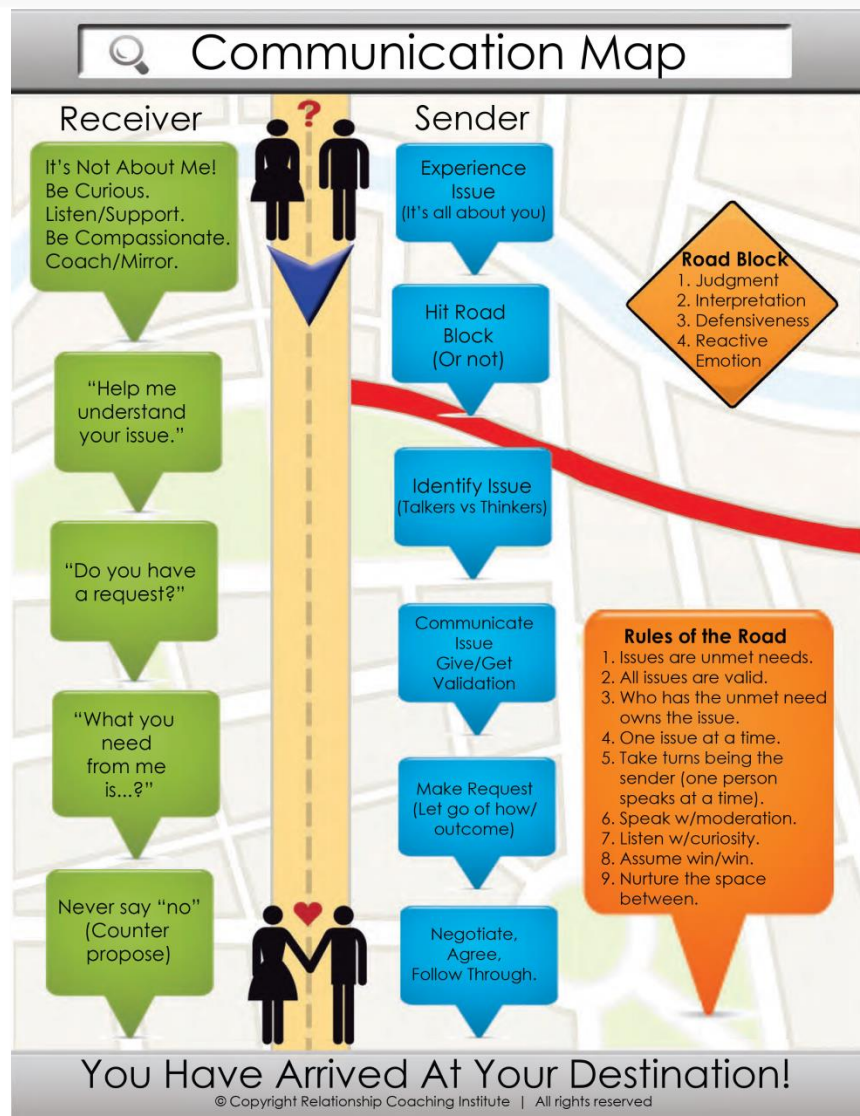 Communication Map
Receiver
It's Not About Me!
Be Curious.
Listen/Support.
Be Compassionate.
Coach/Mirror.
"Help me
understand
your issue."
"Do you have
a request?"
"What you
need
from me
is...?"
Never say "no"
(Counter
propose)
?
Sender
Experience
Issue
(It's all about you)
Hit Road
Block
(Or not)
Identify Issue
(Talkers vs Thinkers)
Communicate
Issue
Give/Get
Validation
Make Request
(Let go of how/
outcome)
Negotiate,
Agree,
Follow Through.
Road Block
1. Judgment
2. Interpretation
3. Defensiveness
4. Reactive
Emotion
Rules of the Road
1. Issues are unmet needs.
2. All issues are valid.
3. Who has the unmet need
owns the issue.
4. One issue at a time.
5. Take turns being the
sender (one person
speaks at a time).
6. Speak w/moderation.
7. Listen w/curiosity.
8. Assume win/win.
9. Nurture the space
between.
You Have Arrived At Your Destination!
© Copyright Relationship Coaching Institute | All rights reserved